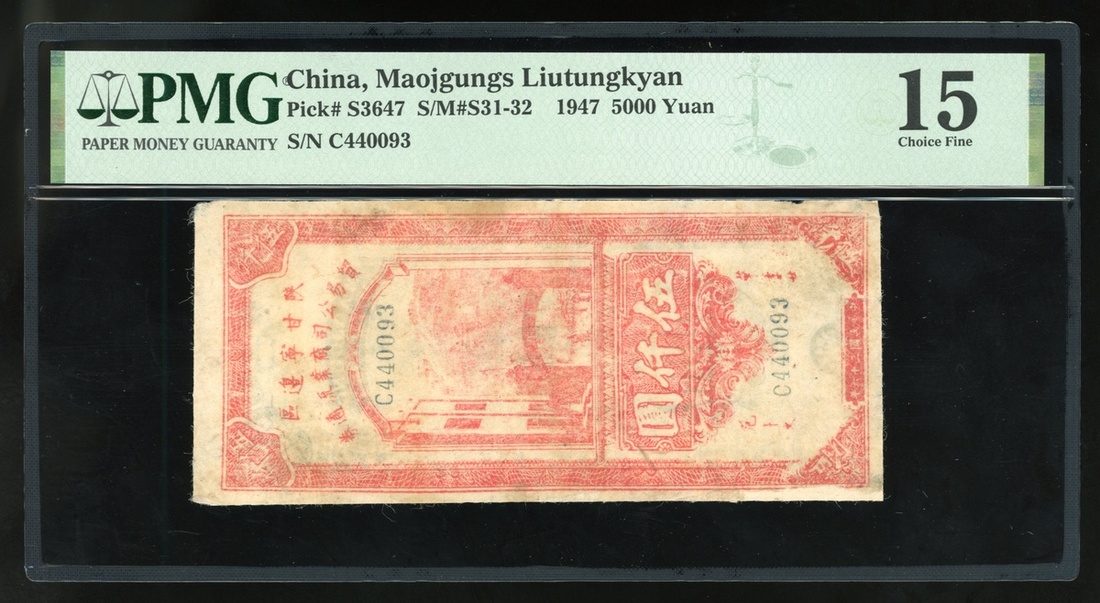 PMG
PAPER MONEY GUARANTY
China, Maojgungs Liutungkyan
Pick# S3647 S/M#S31-32 1947 5000 Yuan
S/N C440093
15
Choice Fine
陝甘寧邊區
貿易公司商業流通券
C440093
伍仟圓
C440093